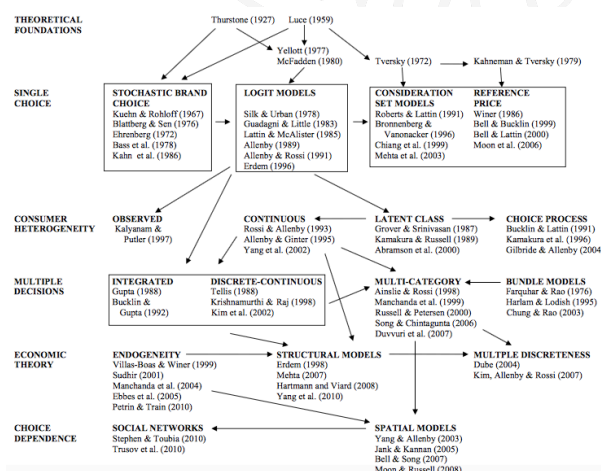 THEORETICAL FOUNDATIONS
Thurstone (1927) Luce (1959)
Yellott (1977)
McFadden (1980)
Tversky (1972)
Kahneman & Tversky (1979)
SINGLE CHOICE
STOCHASTIC BRAND CHOICE
Kuehn & Rohloff (1967)
Blattberg & Sen (1976)
Ehrenberg (1972)
Bass et al. (1978)
Kahn et al. (1986)
LOGIT MODELS
Silk & Urban (1978)
Guadagni & Little (1983)
Lattin & McAlister (1985)
Allenby (1989)
Allenby & Rossi (1991)
Erdem (1996)
CONSIDERATION SET MODELS
Roberts & Lattin (1991)
Bronnenberg &
Vanonacker (1996)
Chiang et al. (1999)
Mehta et al. (2003)
REFERENCE PRICE
Winer (1986)
Bell & Bucklin (1999)
Bell & Lattin (2000)
Moon et al. (2006)
CONSUMER HETEROGENEITY
OBSERVED
Kalyanam &
Putler (1997)
CONTINUOUS
Rossi & Allenby (1993)
Allenby & Ginter (1995)
Yang et al. (2002)
LATENT CLASS
Grover & Srinivasan (1987)
Kamakura & Russell (1989)
Abramson et al. (2000)
CHOICE PROCESS
Bucklin & Lattin (1991)
Kamakura et al. (1996)
Gilbride & Allenby (2004
MULTIPLE DECISIONS
INTEGRATED
Gupta (1988)
Bucklin &
Gupta (1992)
DISCRETE-CONTINUOUS
Tellis (1988)
Krishnamurthi & Raj (1998)
Kim et al. (2002)
MULTI-CATEGORY
Ainslie & Rossi (1998)
Manchanda et al. (1999)
Russell & Petersen (2000)
Song & Chintagunta (2006)
Duvvuri et al. (2007)
BUNDLE MODELS
Farquhar & Rao (1976)
Harlam & Lodish (1995)
Chung & Rao (2003)
ECONOMIC THEORY
ENDOGENEITY
Villas-Boas & Winer (1999)
Sudhir (2001)
Manchanda et al. (2004)
Ebbes et al. (2005)
Petrin & Train (2010)
STRUCTURAL MODELS
Erdem (1998)
Mehta (2007)
Hartmann and Viard (2008)
Yang et al. (2010)
MULTPLE DISCRETENESS
Dube (2004)
Kim, Allenby & Rossi (2007)
CHOICE DEPENDENCE
SOCIAL NETWORKS
Stephen & Toubia (2010)
Trusov et al. (2010)
SPATIAL MODELS
Yang & Allenby (2003)
Jank & Kannan (2005)
Bell & Song (2007)
Moon & Russell (2008)